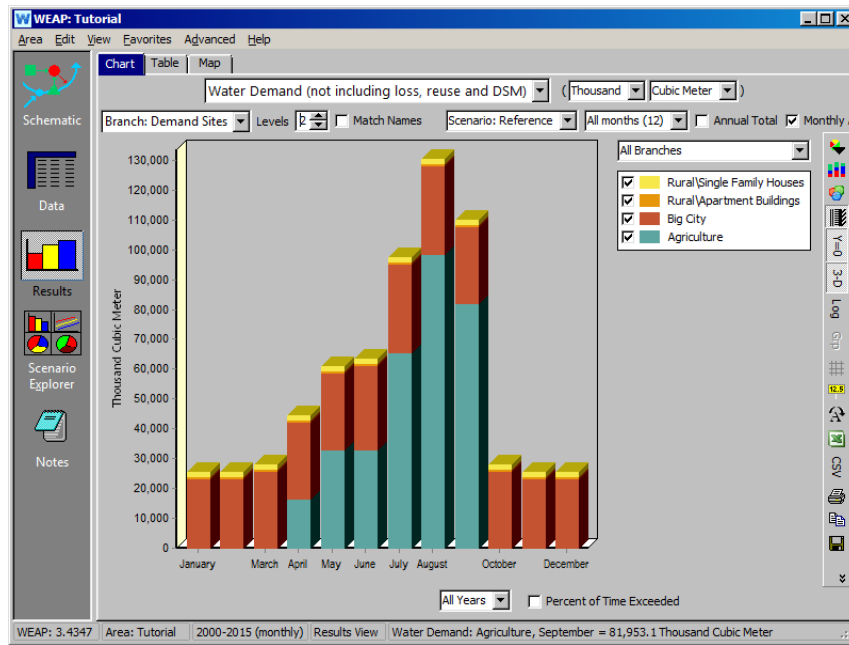 WEAP: Tutorial
Area Edit View Favorites Advanced Help
Chart Table Map
Water Demand (not including loss, reuse and DSM) ( Thousand Cubic Meter )
Branch: Demand Sites Levels 2 Match Names Scenario: Reference All months (12) Annual Total Monthly
All Branches
Rural\Single Family Houses
Rural\Apartment Buildings
Big City
Agriculture
Schematic
Data
Results
Scenario
Explorer
Notes
Thousand Cubic Meter
130,000
120,000
110,000
100,000
90,000
80,000
70,000
60,000
50,000
40,000
30,000
20,000
10,000
0
January March April May June July August October December
Y=0
3-D
Log
Grp
12.5
A
CSV
All Years Percent of Time Exceeded
WEAP: 3.4347 Area: Tutorial 2000-2015 (monthly) Results View Water Demand: Agriculture, September = 81,953.1 Thousand Cubic Meter